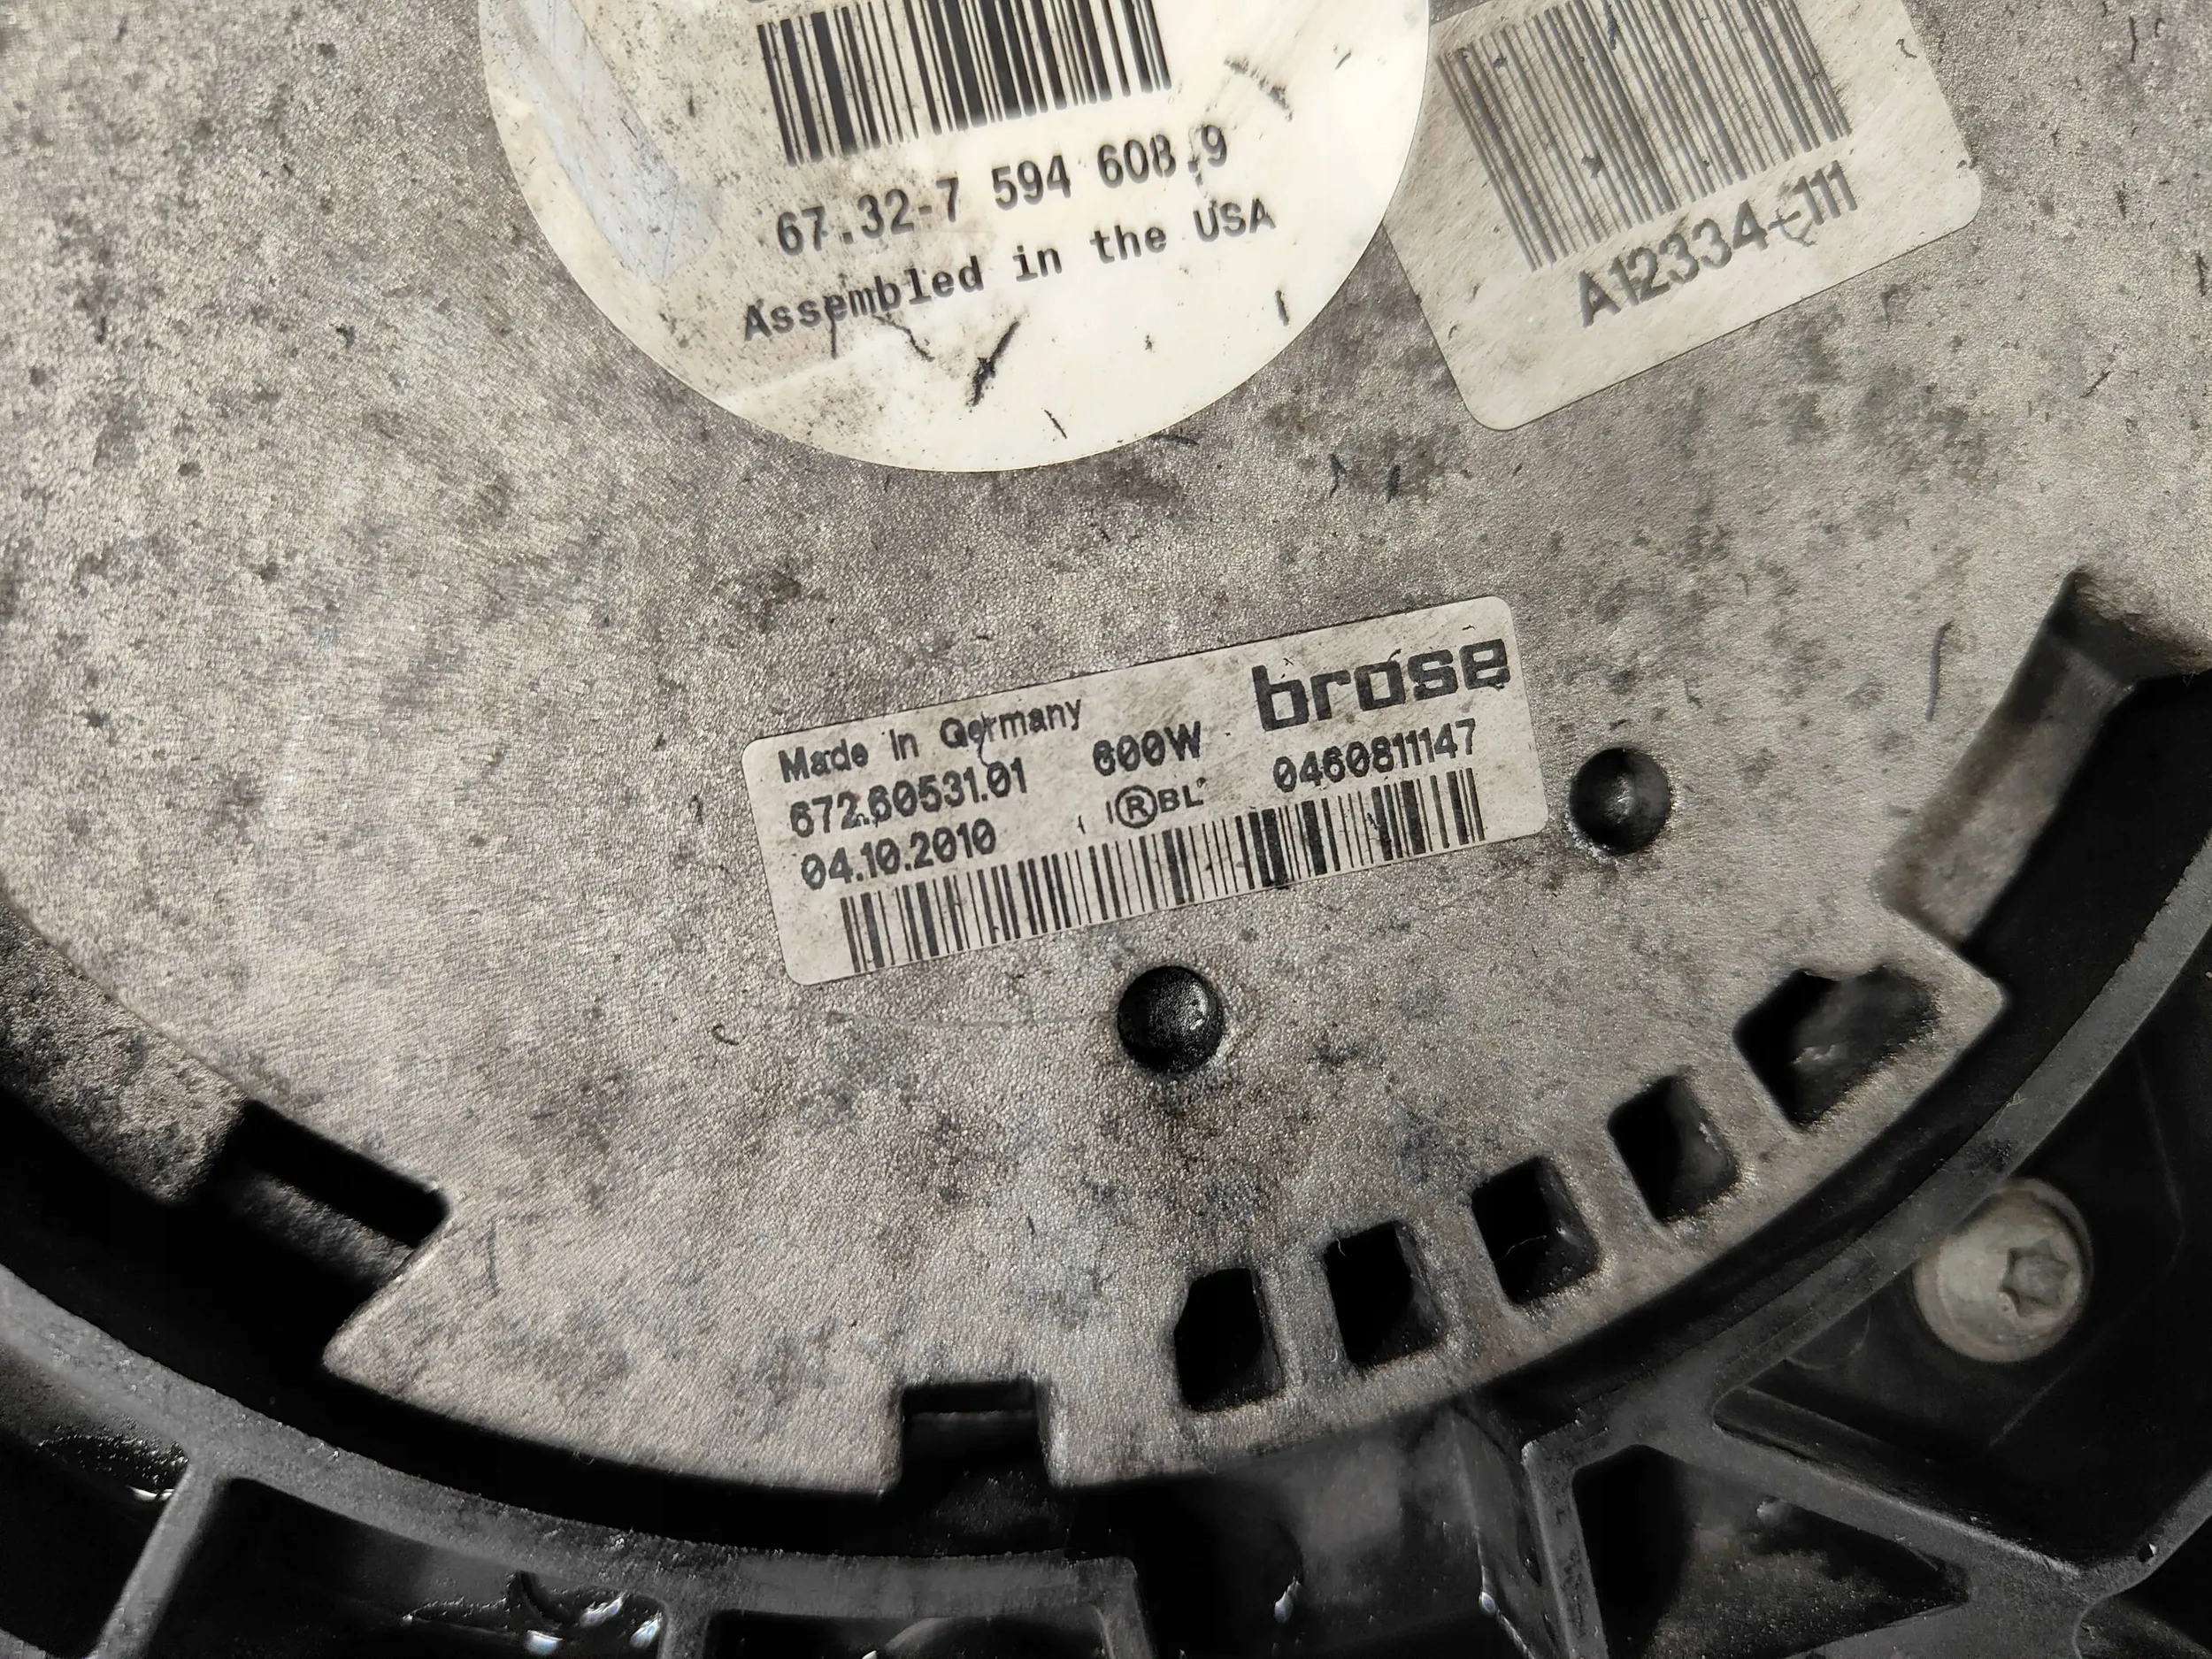 67.32-7 594 608.9
Assembled in the USA
A12334-111
brose
Made in Germany
672.60531.01 600W 0460811147
04.10.2010 ®BL